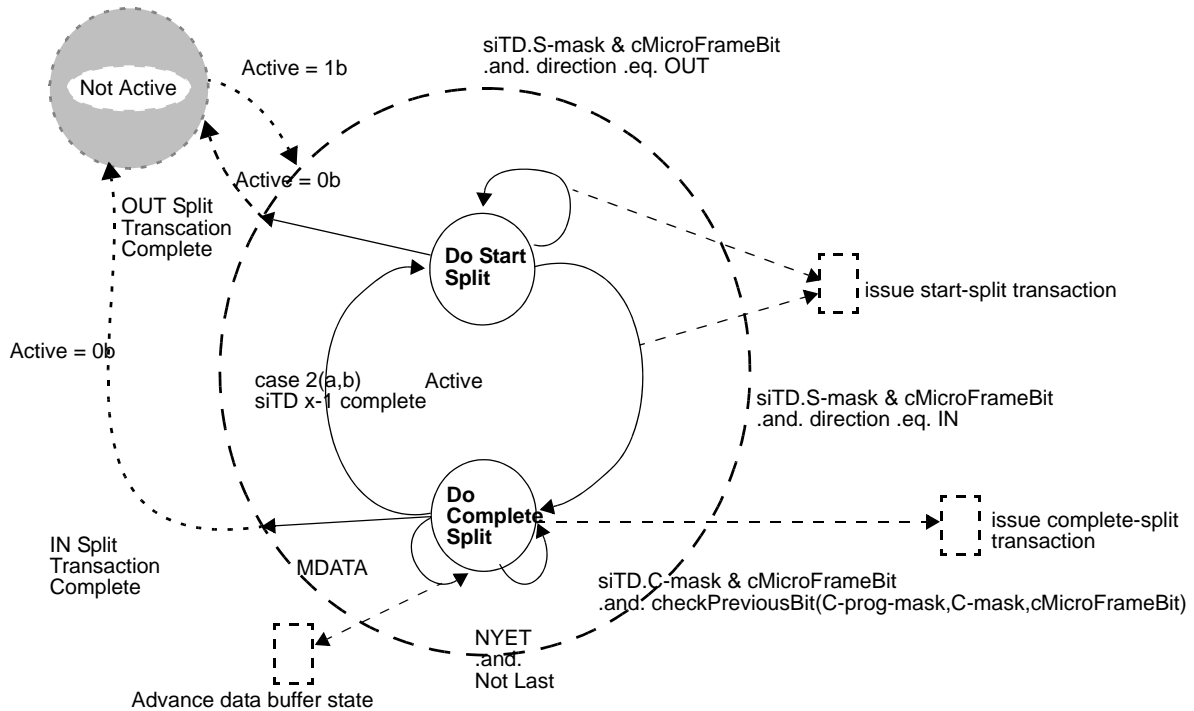 siTD.S-mask & cMicroFrameBit
.and. direction .eq. OUT
Active = 1b
Not Active
Active = 0b
OUT Split
Transcation
Complete
Do Start
Split
issue start-split transaction
Active = 0b
case 2(a,b)
siTD x-1 complete
Active
siTD.S-mask & cMicroFrameBit
.and. direction .eq. IN
Do
Complete
Split
issue complete-split
transaction
IN Split
Transaction
Complete
MDATA
siTD.C-mask & cMicroFrameBit
.and. checkPreviousBit(C-prog-mask,C-mask,cMicroFrameBit)
NYET
.and.
Not Last
Advance data buffer state